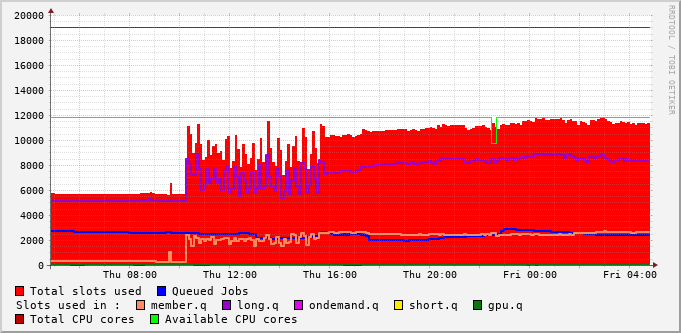 20000
18000
16000
14000
12000
10000
8000
6000
4000
2000
0
Thu 08:00 Thu 12:00 Thu 16:00 Thu 20:00 Fri 00:00 Fri 04:00
RRDTOOL / TOBI OETIKER
Total slots used Queued Jobs
Slots used in : member.q long.q ondemand.q short.q gpu.q
Total CPU cores Available CPU cores